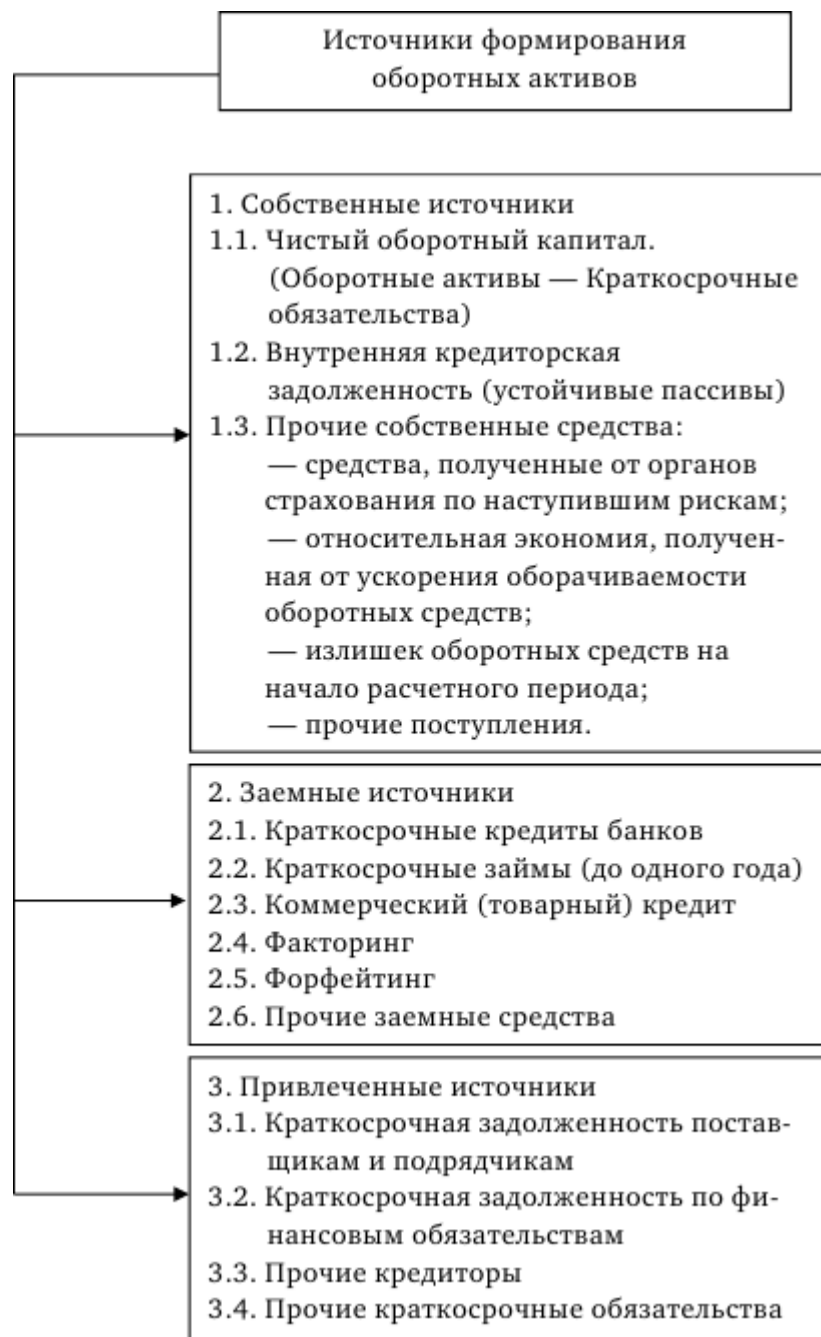 Источники формирования
оборотных активов
1. Собственные источники
1.1. Чистый оборотный капитал.
(Оборотные активы — Краткосрочные
обязательства)
1.2. Внутренняя кредиторская
задолженность (устойчивые пассивы)
1.3. Прочие собственные средства:
— средства, полученные от органов
страхования по наступившим рискам;
— относительная экономия, получен-
ная от ускорения оборачиваемости
оборотных средств;
— излишек оборотных средств на
начало расчетного периода;
— прочие поступления.
2. Заемные источники
2.1. Краткосрочные кредиты банков
2.2. Краткосрочные займы (до одного года)
2.3. Коммерческий (товарный) кредит
2.4. Факторинг
2.5. Форфейтинг
2.6. Прочие заемные средства
3. Привлеченные источники
3.1. Краткосрочная задолженность постав-
щикам и подрядчикам
3.2. Краткосрочная задолженность по фи-
нансовым обязательствам
3.3. Прочие кредиторы
3.4. Прочие краткосрочные обязательства